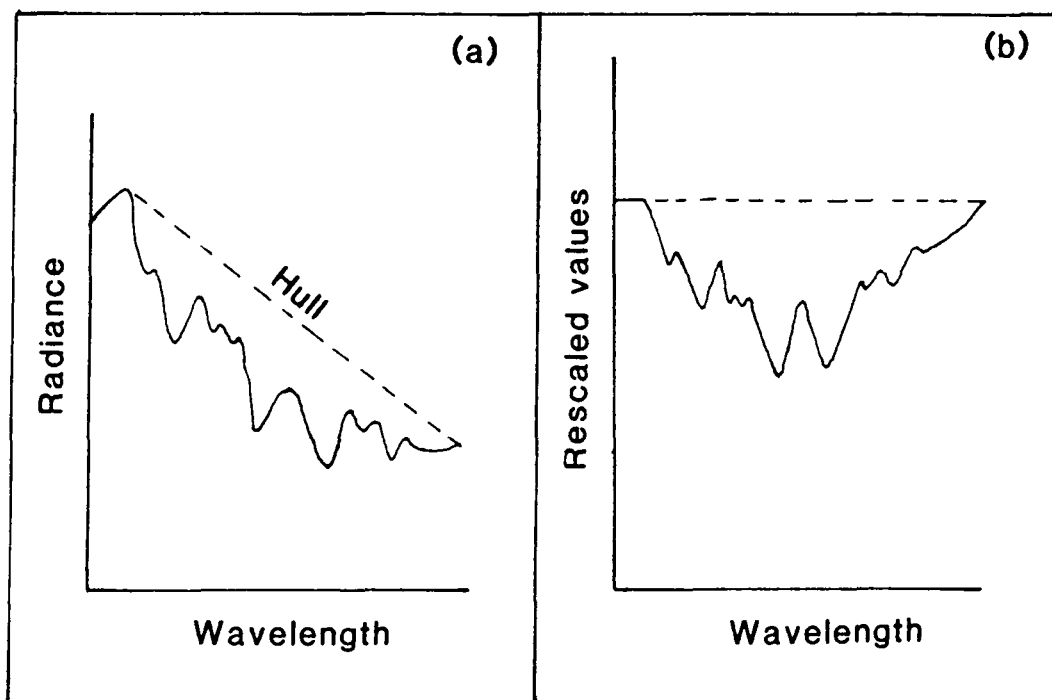 (a)
Radiance
Hull
Wavelength
(b)
Rescaled values
Wavelength